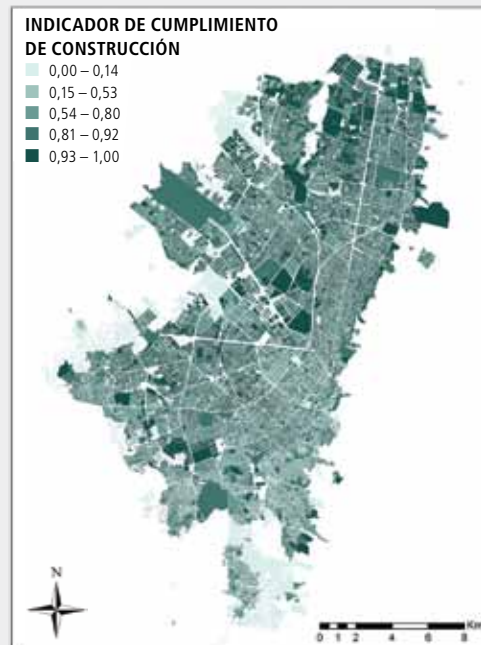 INDICADOR DE CUMPLIMIENTO
DE CONSTRUCCIÓN
0,00 – 0,14
0,15 – 0,53
0,54 – 0,80
0,81 – 0,92
0,93 – 1,00
N
Km
0 1 2 4 6 8